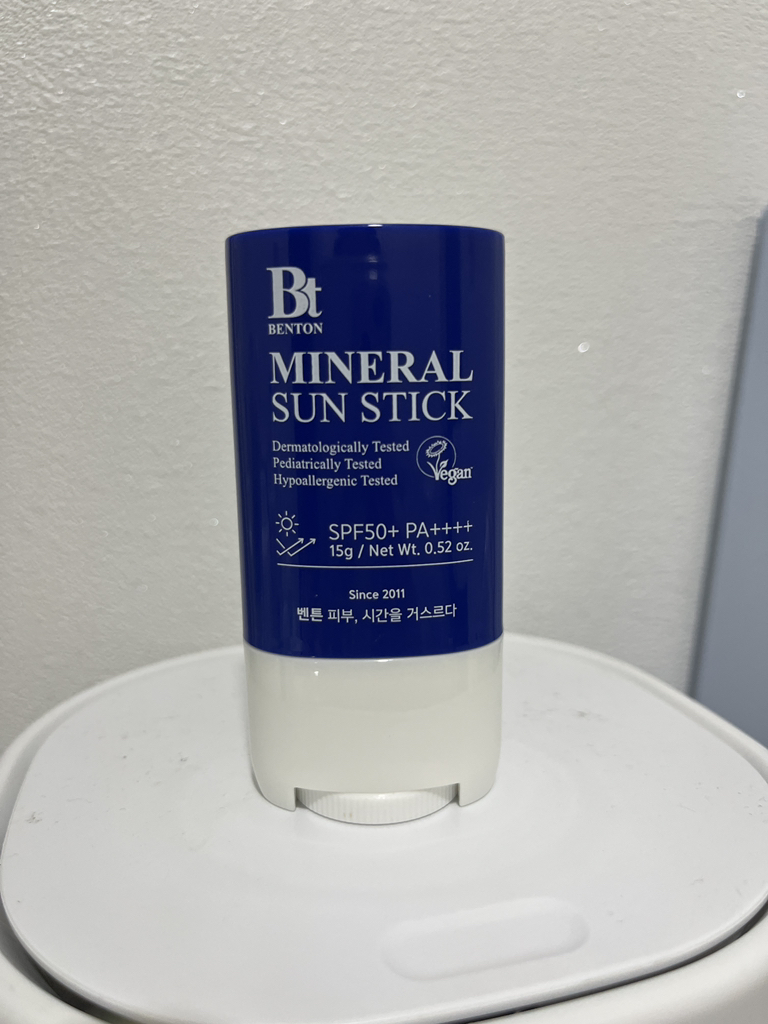 Bt
BENTON
MINERAL
SUN STICK
Dermatologically Tested
Pediatrically Tested
Hypoallergenic Tested
Vegan
SPF50+ PA++++
15g / Net Wt. 0.52 oz.
Since 2011
벤튼 피부, 시간을 거스르다